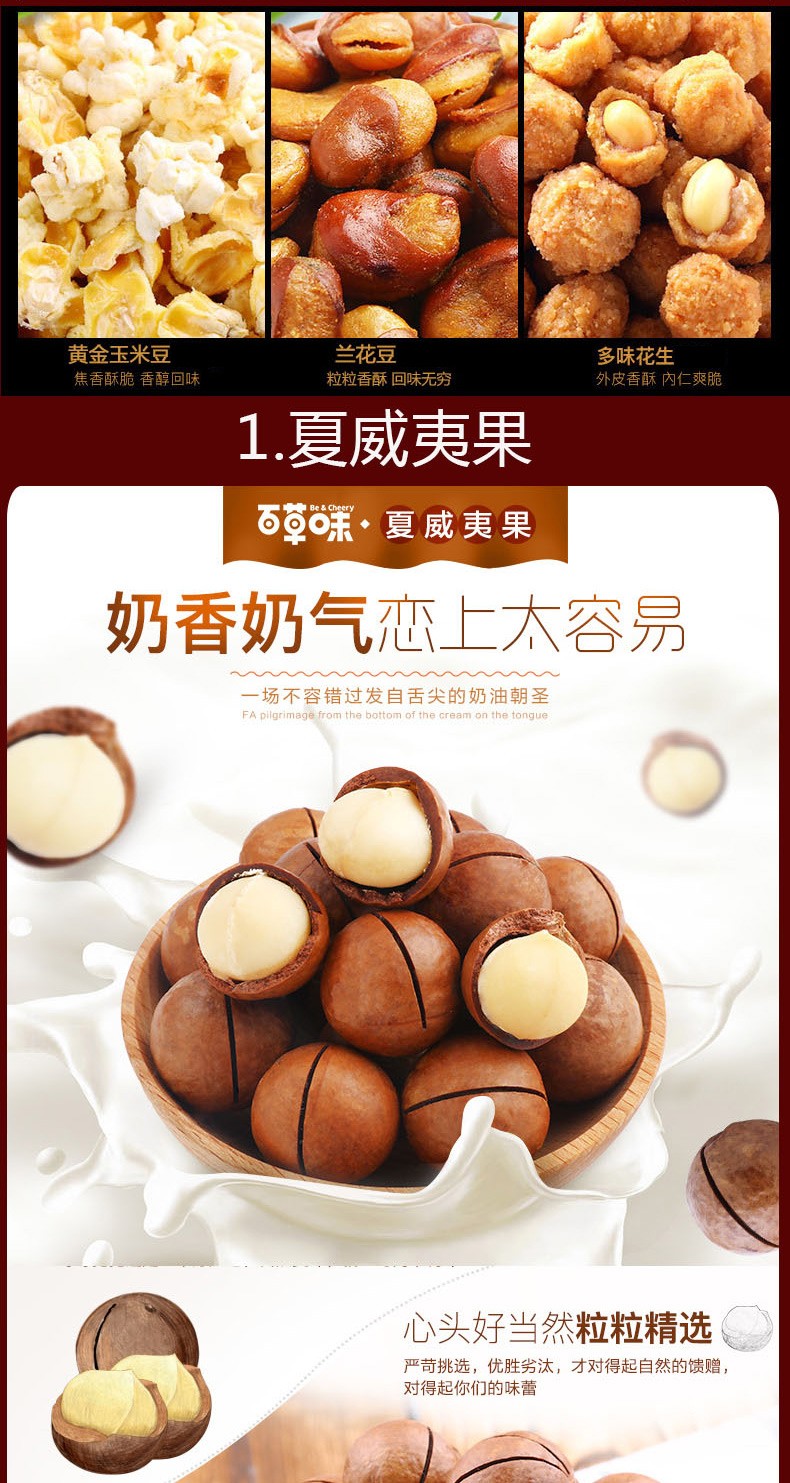 黄金玉米豆
焦香酥脆 香醇回味
兰花豆
粒粒香酥 回味无穷
多味花生
外皮香酥 內仁爽脆
1.夏威夷果
百草味 Be & Cheery · 夏威夷果
奶香奶气恋上太容易
一场不容错过发自舌尖的奶油朝圣
FA pilgrimage from the bottom of the cream on the tongue
心头好当然粒粒精选
严苛挑选，优胜劣汰，才对得起自然的馈赠，
对得起你们的味蕾